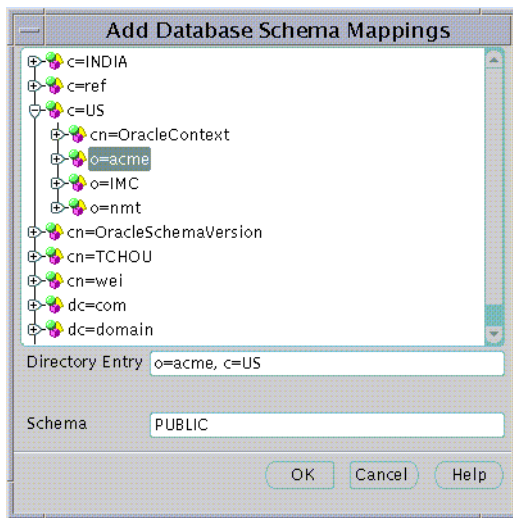 Add Database Schema Mappings
c=INDIA
c=ref
c=US
cn=OracleContext
o=acme
o=IMC
o=nmt
cn=OracleSchemaVersion
cn=TCHOU
cn=wei
dc=com
dc=domain
Directory Entry o=acme, c=US
Schema PUBLIC
OK Cancel Help